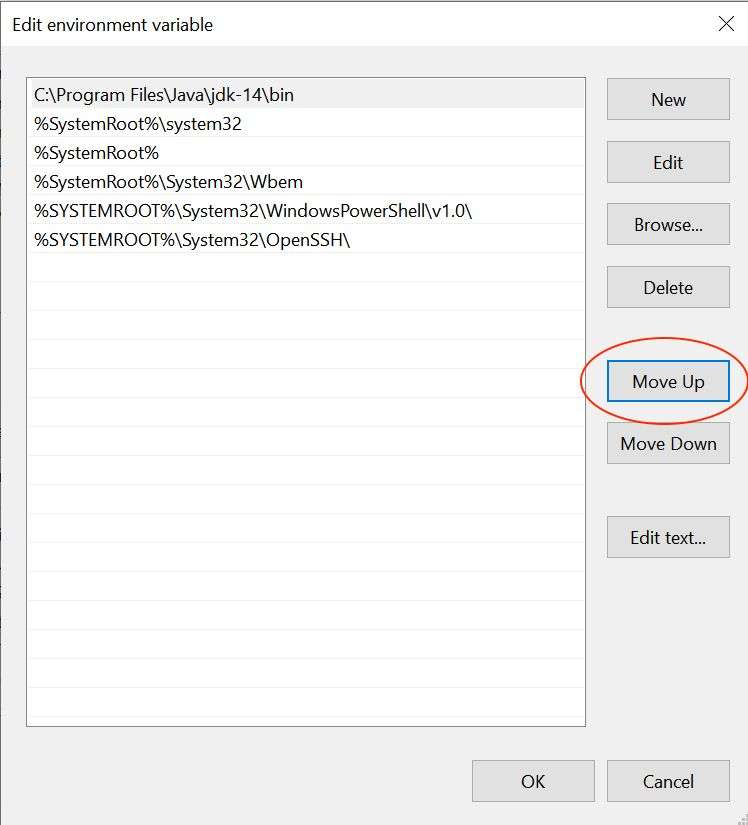 Edit environment variable
C:\Program Files\Java\jdk-14\bin
%SystemRoot%\system32
%SystemRoot%
%SystemRoot%\System32\Wbem
%SYSTEMROOT%\System32\WindowsPowerShell\v1.0\
%SYSTEMROOT%\System32\OpenSSH\
New
Edit
Browse...
Delete
Move Up
Move Down
Edit text...
OK
Cancel